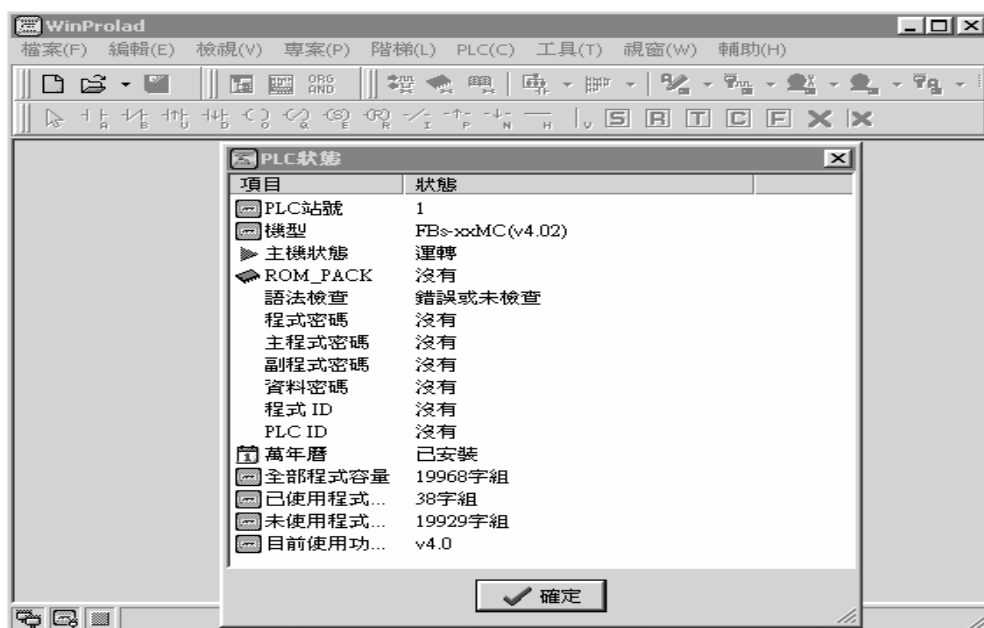 WinProlad
檔案(F) 編輯(E) 檢視(V) 專案(P) 階梯(L) PLC(C) 工具(T) 視窗(W) 輔助(H)
ORG
AND
A B U D O Q E R I P N H V S R T C F
PLC狀態
項目 狀態
PLC站號 1
機型 FBs-xxMC(v4.02)
主機狀態 運轉
ROM_PACK 沒有
語法檢查 錯誤或未檢查
程式密碼 沒有
主程式密碼 沒有
副程式密碼 沒有
資料密碼 沒有
程式 ID 沒有
PLC ID 沒有
萬年曆 已安裝
全部程式容量 19968字組
已使用程式... 38字組
未使用程式... 19929字組
目前使用功... v4.0
確定